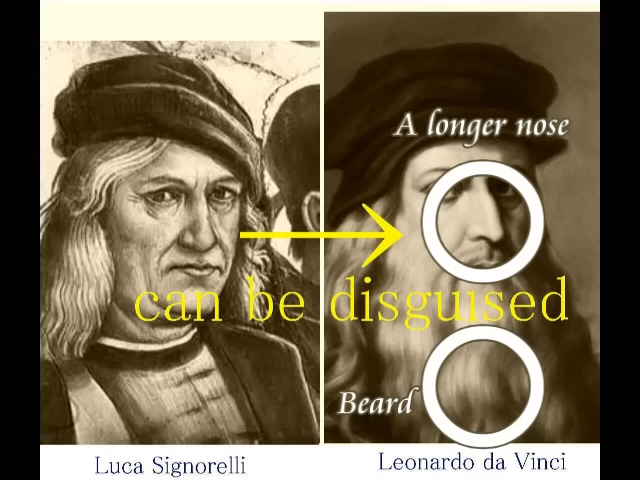 A longer nose
can be disguised
Beard
Luca Signorelli
Leonardo da Vinci